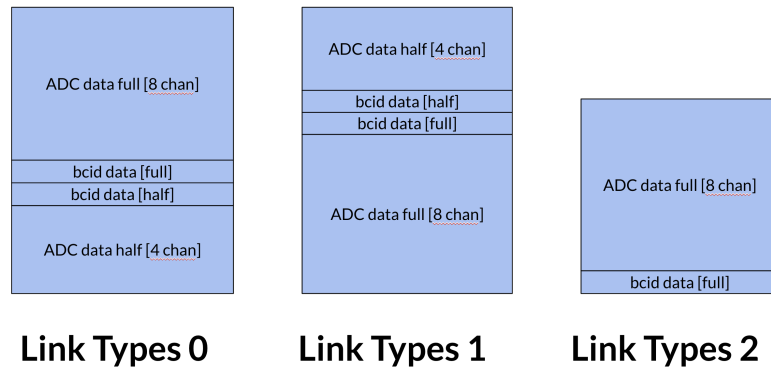 ADC data full [8 chan]
bcid data [full]
bcid data [half]
ADC data half [4 chan]
Link Types 0
ADC data half [4 chan]
bcid data [half]
bcid data [full]
ADC data full [8 chan]
Link Types 1
ADC data full [8 chan]
bcid data [full]
Link Types 2